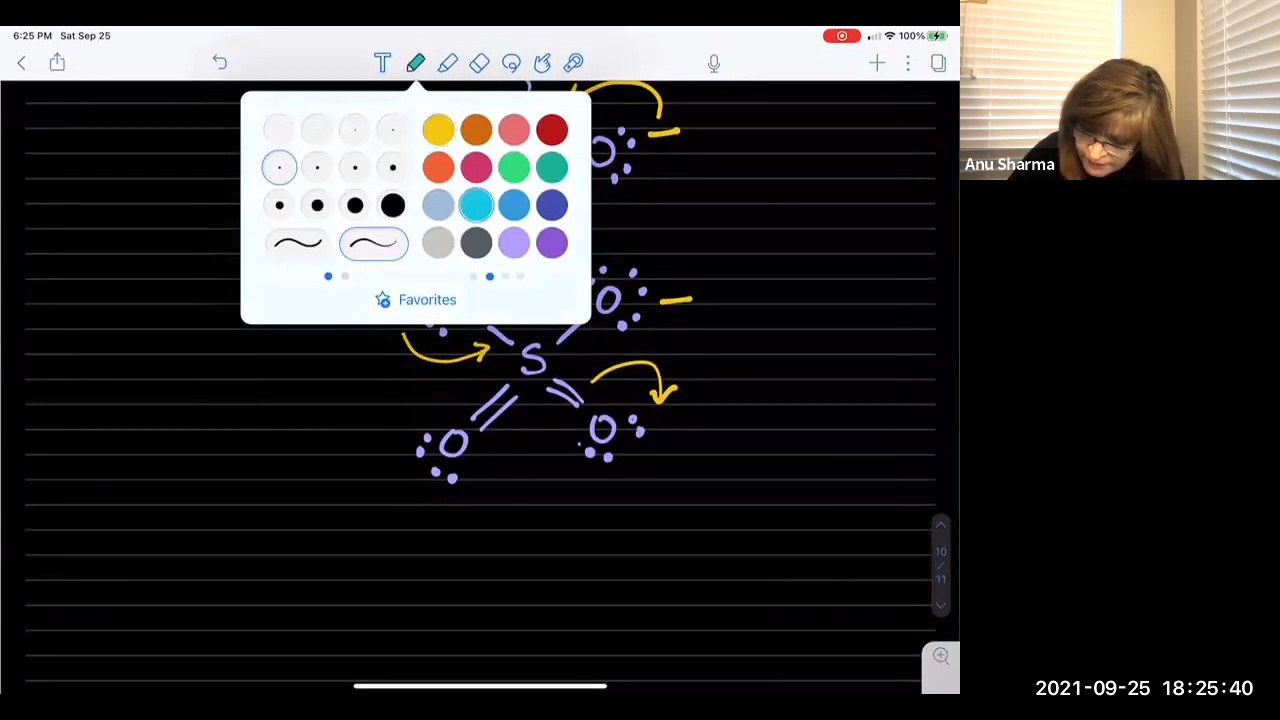 6:25 PM Sat Sep 25
100%
T
O
Anu Sharma
O
Favorites
S
O
O
10
/
11
2021-09-25 18:25:40